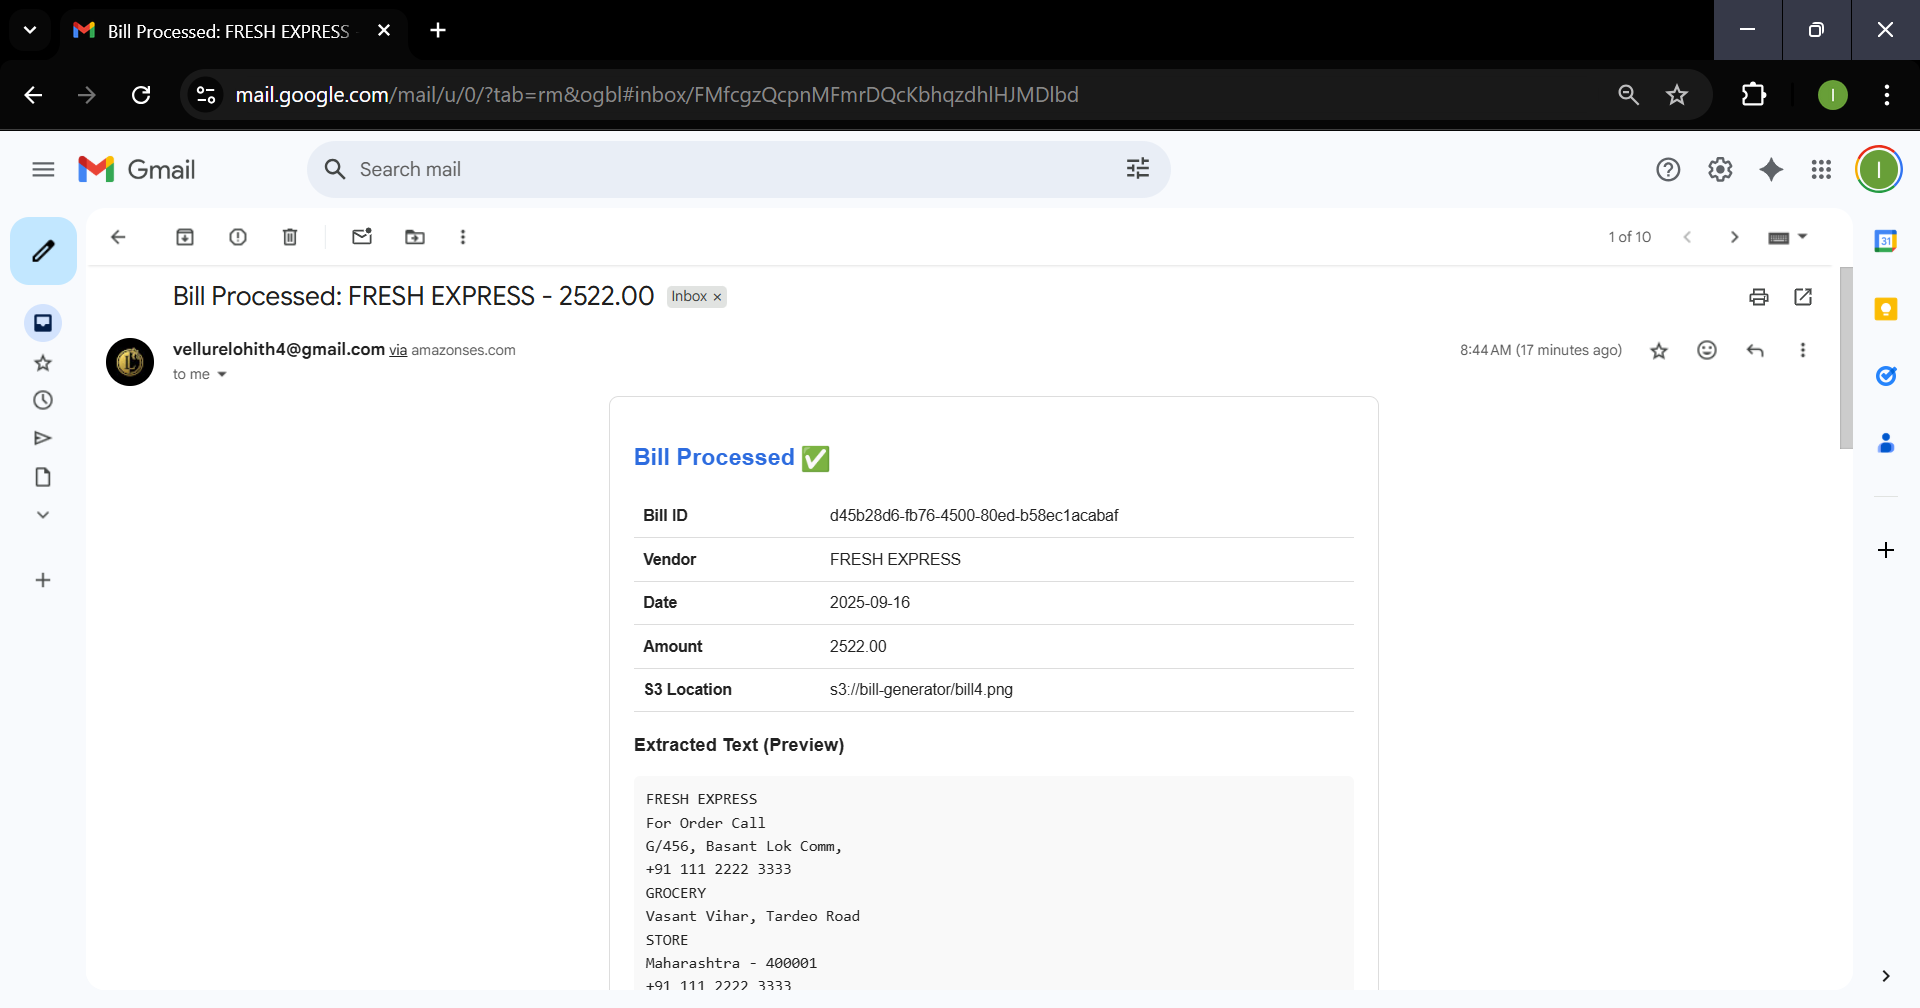 Bill Processed: FRESH EXPRESS
mail.google.com/mail/u/0/?tab=rm&ogbl#inbox/FMfcgzQcpnMFmrDQcKbhqzdhlHJMDlbd
I
Gmail
Search mail
I
1 of 10
31
Bill Processed: FRESH EXPRESS - 2522.00 Inbox ×
vellurelohith4@gmail.com via amazonses.com
8:44 AM (17 minutes ago)
to me
Bill Processed ✅
Bill ID d45b28d6-fb76-4500-80ed-b58ec1acabaf
Vendor FRESH EXPRESS
Date 2025-09-16
Amount 2522.00
S3 Location s3://bill-generator/bill4.png
Extracted Text (Preview)
FRESH EXPRESS
For Order Call
G/456, Basant Lok Comm,
+91 111 2222 3333
GROCERY
Vasant Vihar, Tardeo Road
STORE
Maharashtra - 400001
+91 111 2222 3333